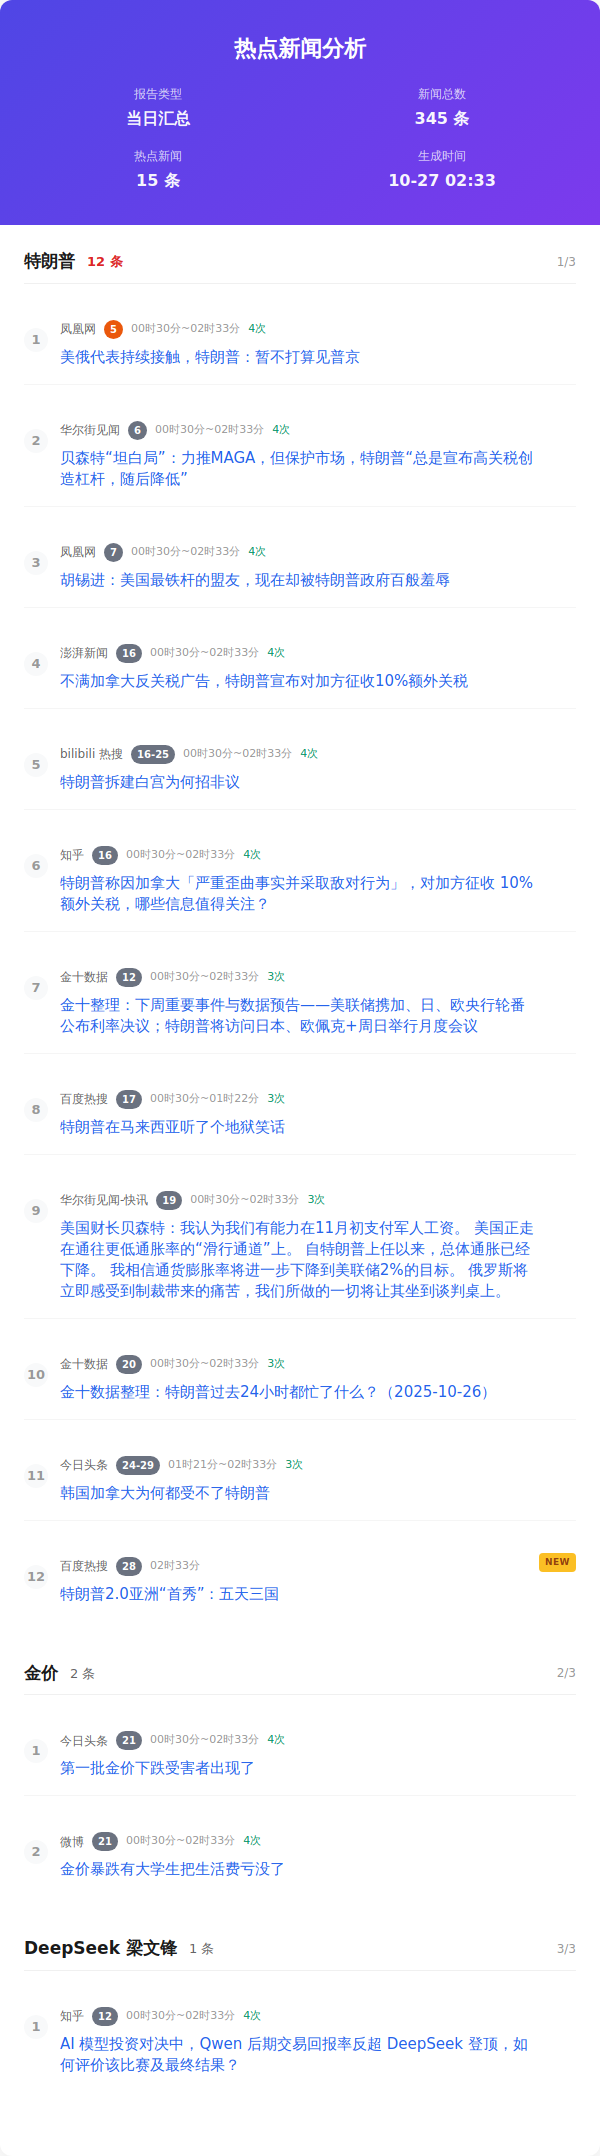 热点新闻分析
报告类型
新闻总数
当日汇总
345 条
热点新闻
生成时间
15 条
10-27 02:33
特朗普 12 条 1/3
1
凤凰网 5 00时30分~02时33分 4次
美俄代表持续接触，特朗普：暂不打算见普京
2
华尔街见闻 6 00时30分~02时33分 4次
贝森特“坦白局”：力推MAGA，但保护市场，特朗普“总是宣布高关税创
造杠杆，随后降低”
3
凤凰网 7 00时30分~02时33分 4次
胡锡进：美国最铁杆的盟友，现在却被特朗普政府百般羞辱
4
澎湃新闻 16 00时30分~02时33分 4次
不满加拿大反关税广告，特朗普宣布对加方征收10%额外关税
5
bilibili 热搜 16-25 00时30分~02时33分 4次
特朗普拆建白宫为何招非议
6
知乎 16 00时30分~02时33分 4次
特朗普称因加拿大「严重歪曲事实并采取敌对行为」，对加方征收 10%
额外关税，哪些信息值得关注？
7
金十数据 12 00时30分~02时33分 3次
金十整理：下周重要事件与数据预告——美联储携加、日、欧央行轮番
公布利率决议；特朗普将访问日本、欧佩克+周日举行月度会议
8
百度热搜 17 00时30分~01时22分 3次
特朗普在马来西亚听了个地狱笑话
9
华尔街见闻-快讯 19 00时30分~02时33分 3次
美国财长贝森特：我认为我们有能力在11月初支付军人工资。 美国正走
在通往更低通胀率的“滑行通道”上。 自特朗普上任以来，总体通胀已经
下降。 我相信通货膨胀率将进一步下降到美联储2%的目标。 俄罗斯将
立即感受到制裁带来的痛苦，我们所做的一切将让其坐到谈判桌上。
10
金十数据 20 00时30分~02时33分 3次
金十数据整理：特朗普过去24小时都忙了什么？（2025-10-26）
11
今日头条 24-29 01时21分~02时33分 3次
韩国加拿大为何都受不了特朗普
12
百度热搜 28 02时33分 NEW
特朗普2.0亚洲“首秀”：五天三国
金价 2 条 2/3
1
今日头条 21 00时30分~02时33分 4次
第一批金价下跌受害者出现了
2
微博 21 00时30分~02时33分 4次
金价暴跌有大学生把生活费亏没了
DeepSeek 梁文锋 1 条 3/3
1
知乎 12 00时30分~02时33分 4次
AI 模型投资对决中，Qwen 后期交易回报率反超 DeepSeek 登顶，如
何评价该比赛及最终结果？